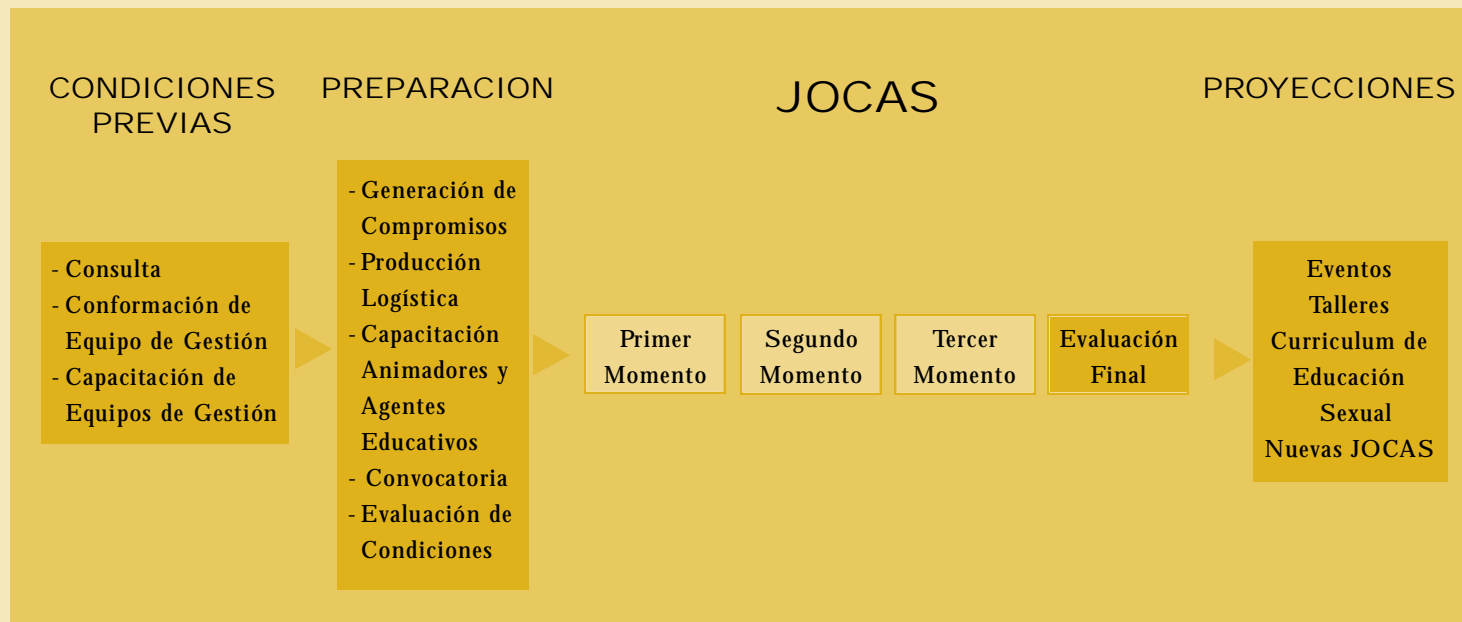 CONDICIONES
PREVIAS
- Consulta
- Conformación de
Equipo de Gestión
- Capacitación de
Equipos de Gestión
PREPARACION
- Generación de
Compromisos
- Producción
Logística
- Capacitación
Animadores y
Agentes
Educativos
- Convocatoria
- Evaluación de
Condiciones
JOCAS
Primer
Momento
Segundo
Momento
Tercer
Momento
Evaluación
Final
PROYECCIONES
Eventos
Talleres
Curriculum de
Educación
Sexual
Nuevas JOCAS